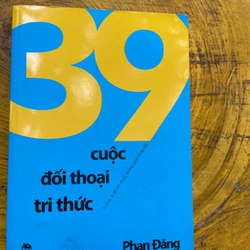 39
cuộc
đối thoại
tri thức
Phan Đăng